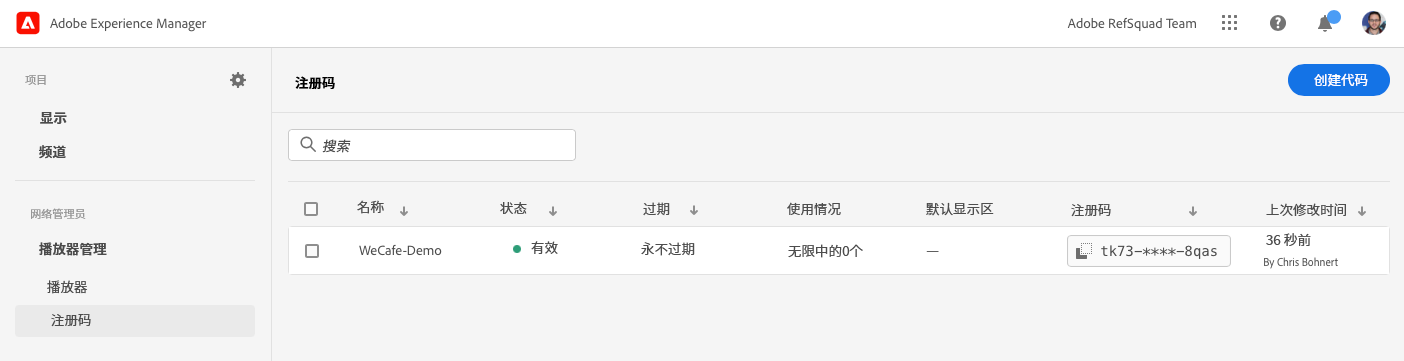 Adobe Experience Manager
Adobe RefSquad Team
项目
显示
频道
网络管理员
播放器管理
播放器
注册码
注册码
创建代码
搜索
名称 状态 过期 使用情况 默认显示区 注册码 上次修改时间
WeCafe-Demo 有效 永不过期 无限中的0个 — tk73-****-8qas 36 秒前
By Chris Bohnert